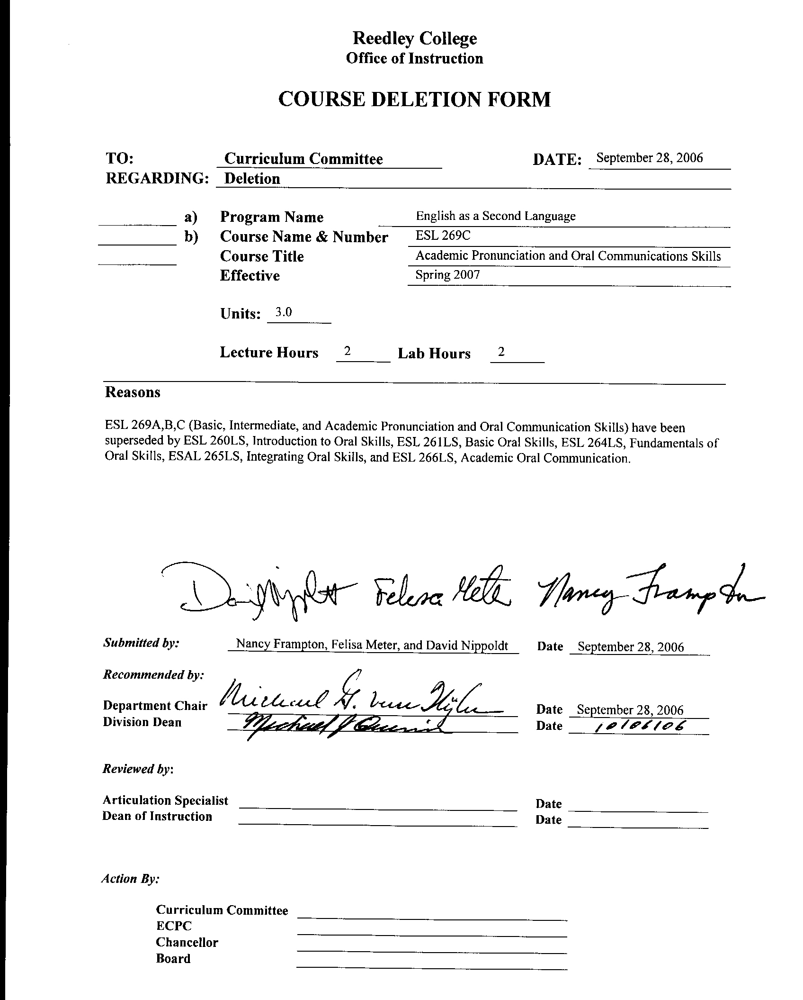 Reedley College
Office of Instruction
COURSE DELETION FORM
TO: Curriculum Committee DATE: September 28, 2006
REGARDING: Deletion
a) Program Name English as a Second Language
b) Course Name & Number ESL 269C
Course Title Academic Pronunciation and Oral Communications Skills
Effective Spring 2007
Units: 3.0
Lecture Hours 2 Lab Hours 2
Reasons
ESL 269A,B,C (Basic, Intermediate, and Academic Pronunciation and Oral Communication Skills) have been
superseded by ESL 260LS, Introduction to Oral Skills, ESL 261LS, Basic Oral Skills, ESL 264LS, Fundamentals of
Oral Skills, ESAL 265LS, Integrating Oral Skills, and ESL 266LS, Academic Oral Communication.
Felisa Meter Nancy Frampton
Submitted by: Nancy Frampton, Felisa Meter, and David Nippoldt Date September 28, 2006
Recommended by:
Department Chair Michael G. Date September 28, 2006
Division Dean Michael J Date 10/06/06
Reviewed by:
Articulation Specialist Date
Dean of Instruction Date
Action By:
Curriculum Committee
ECPC
Chancellor
Board